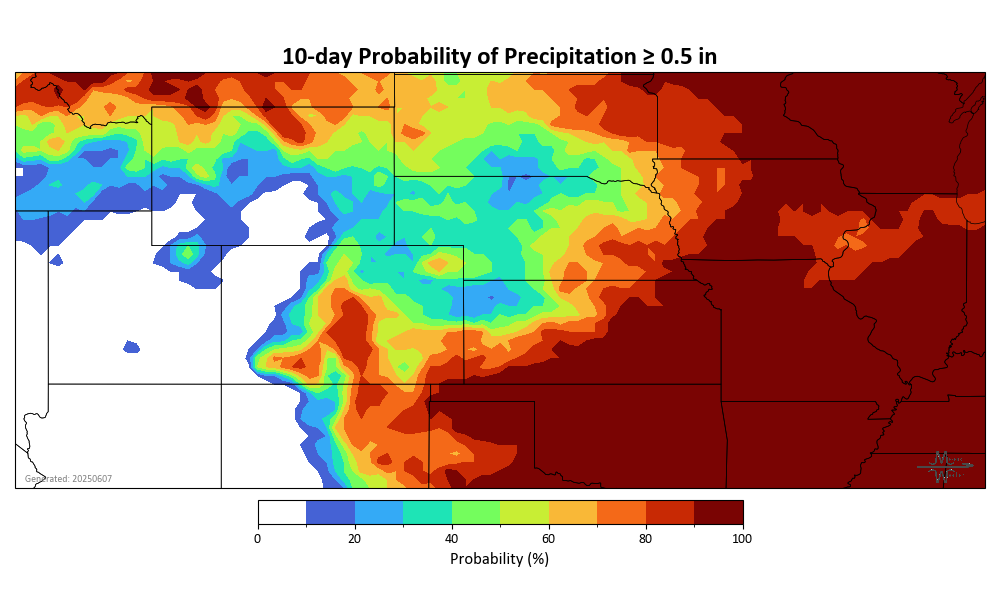 10-day Probability of Precipitation ≥ 0.5 in
Generated: 20250607
0 20 40 60 80 100
Probability (%)